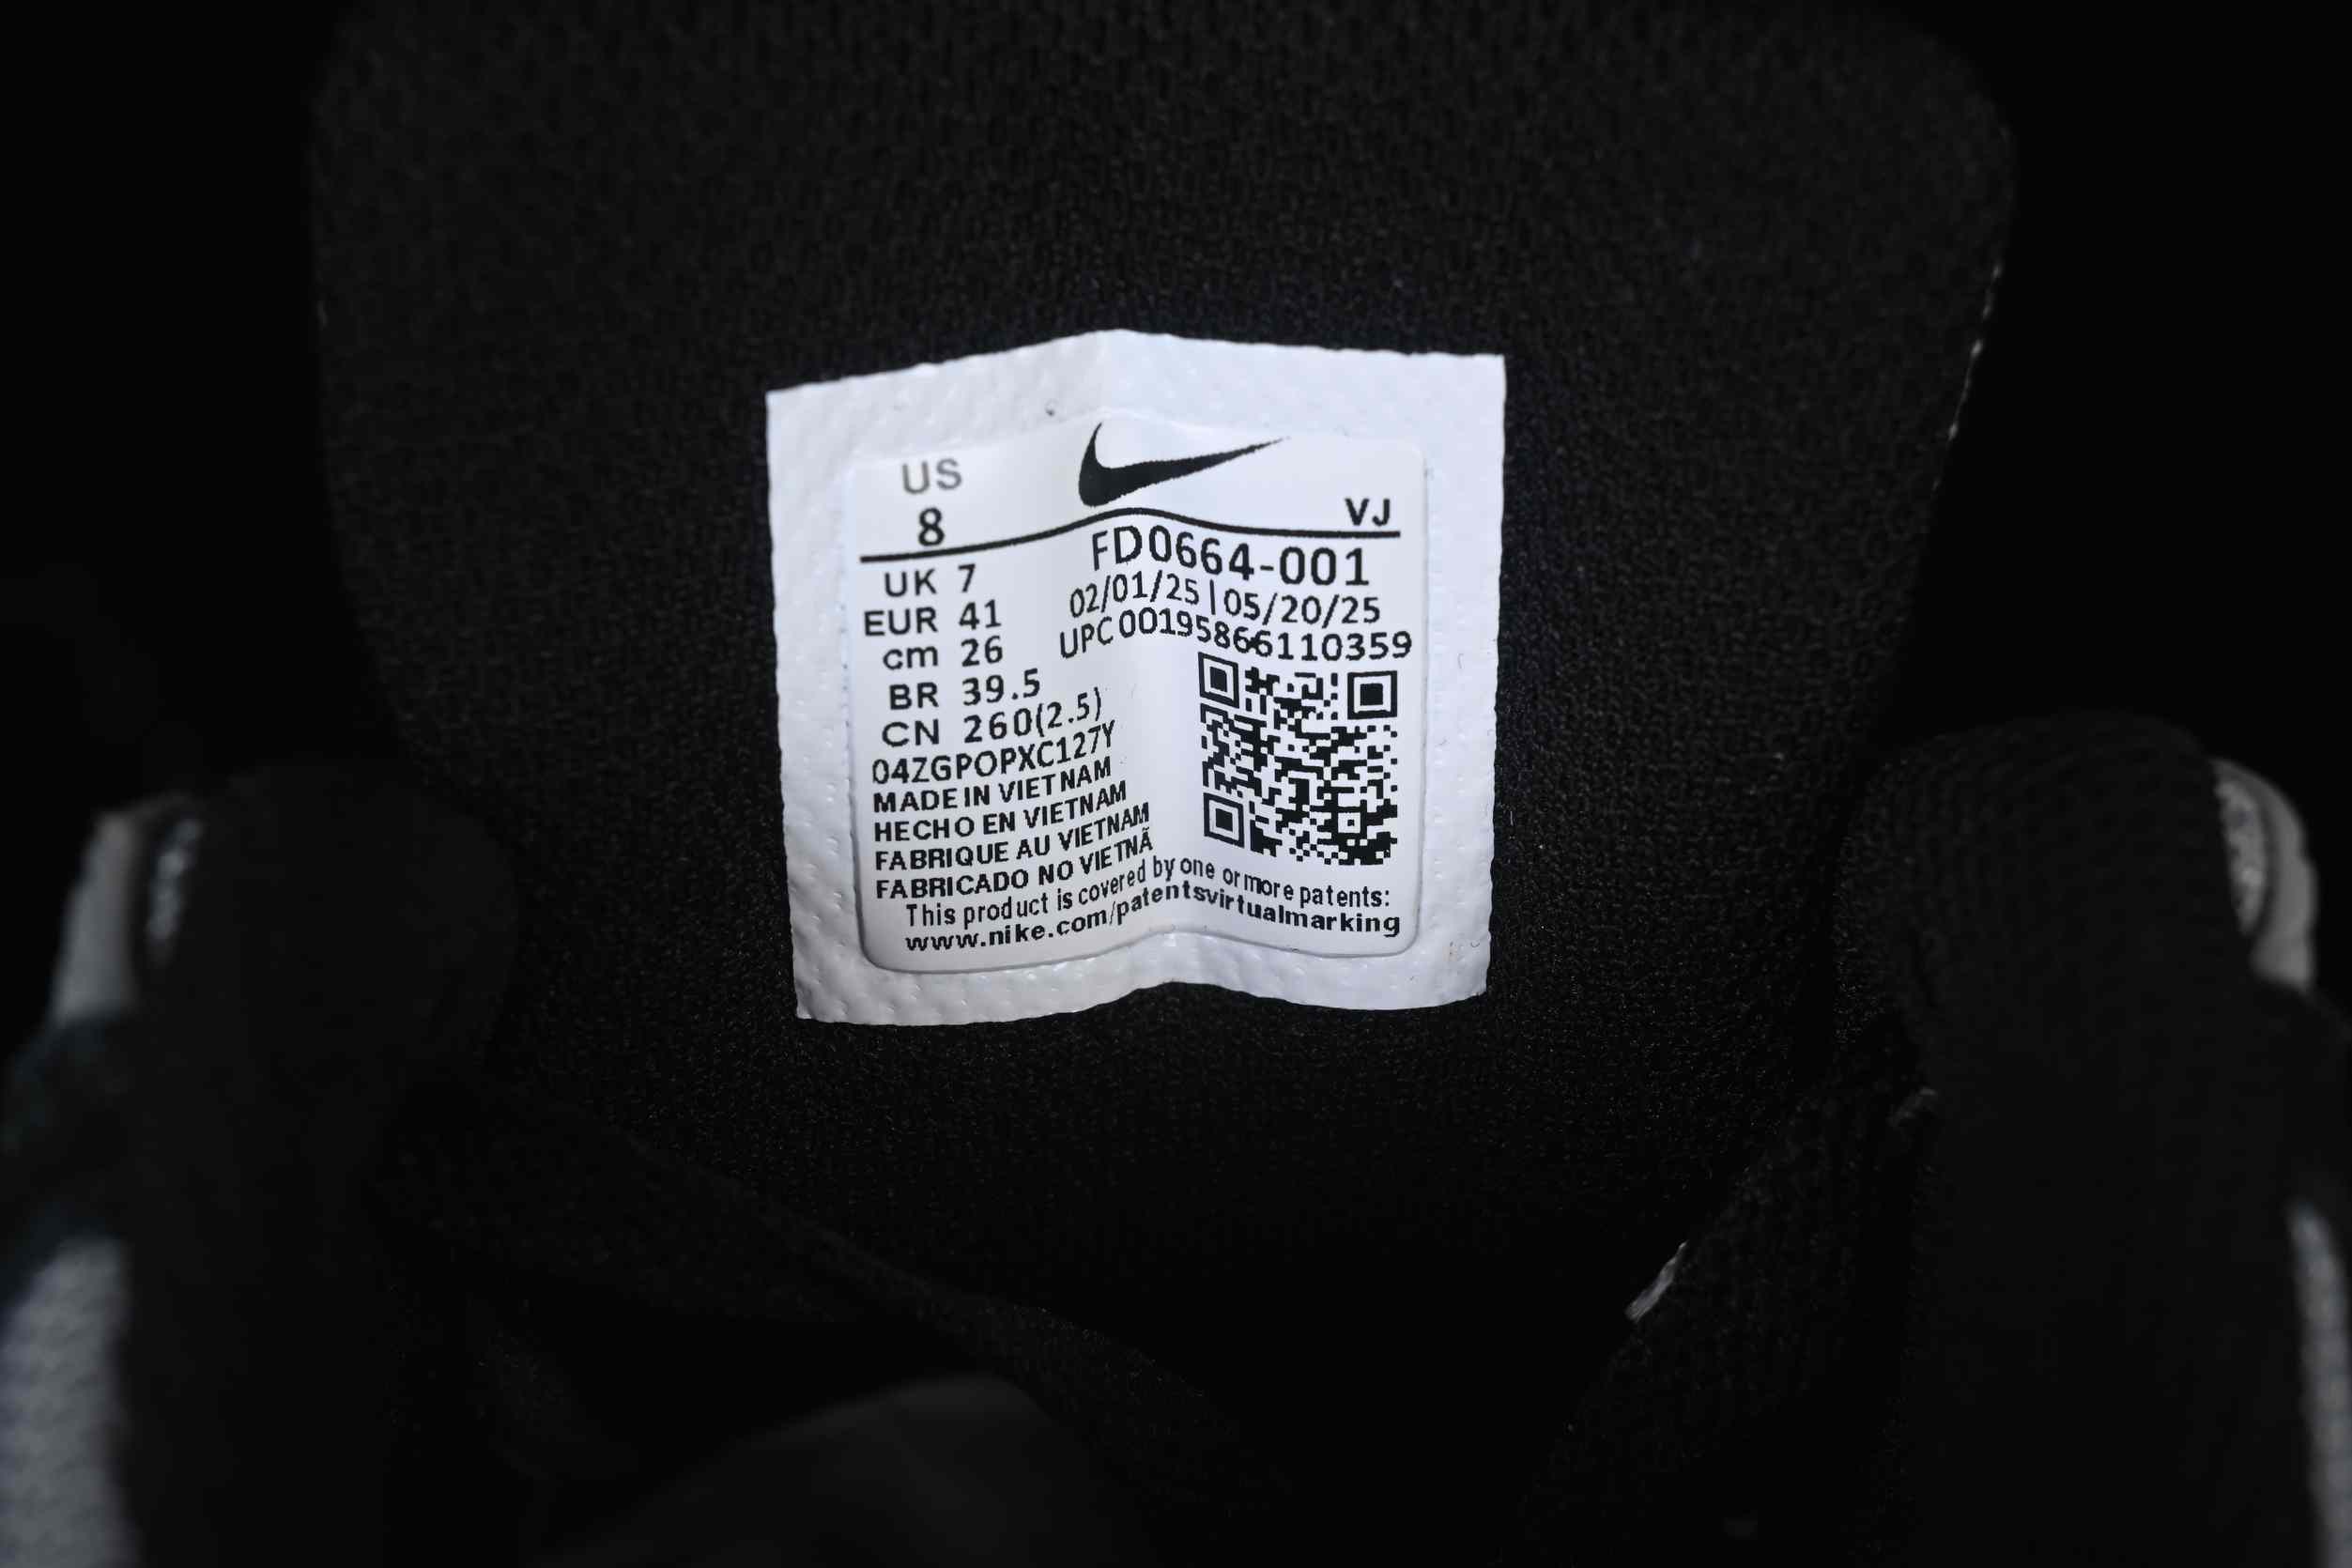 US
8
VJ
UK 7
EUR 41
cm 26
BR 39.5
CN 260(2.5)
FD0664-001
02/01/25|05/20/25
UPC 00195866110359
04ZGPOPXC127Y
MADE IN VIETNAM
HECHO EN VIETNAM
FABRIQUE AU VIETNAM
FABRICADO NO VIETNÃ
This product is covered by one or more patents:
www.nike.com/patentsvirtualmarking